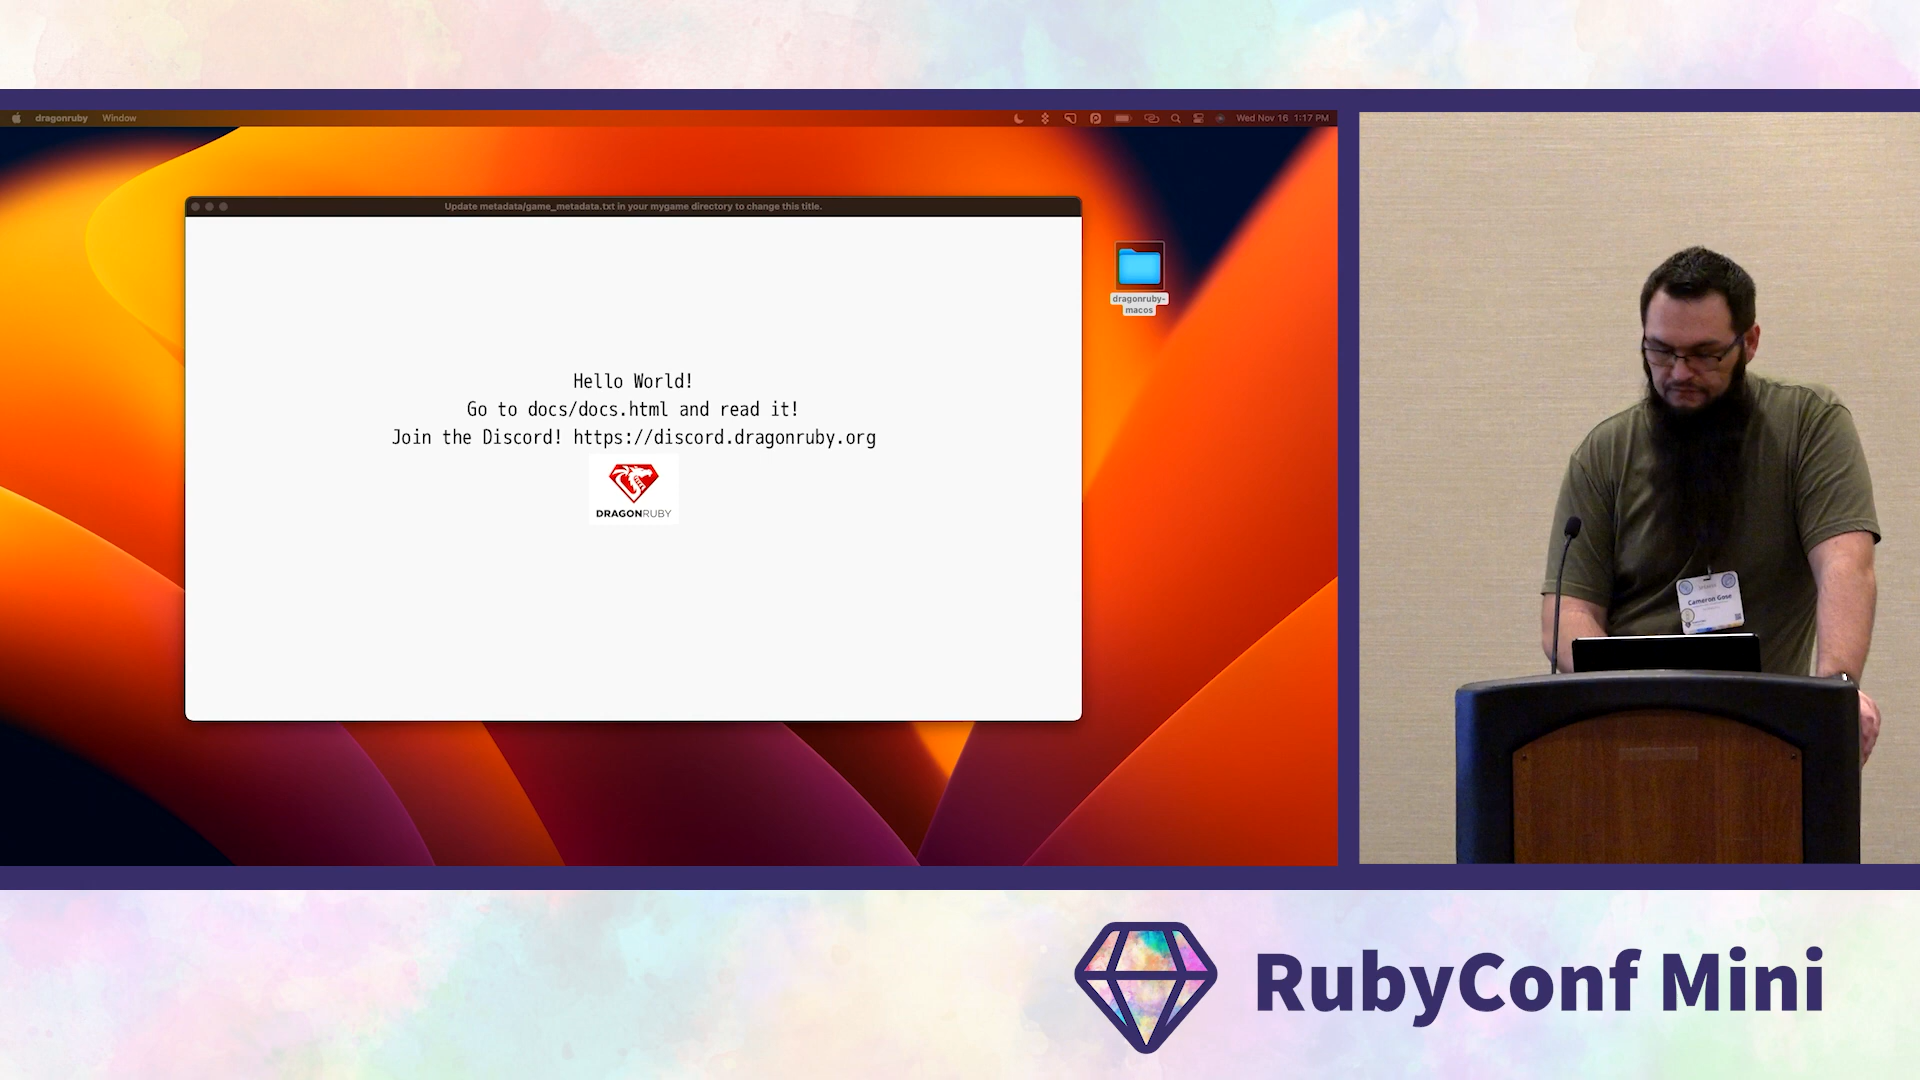 dragonruby Window
Wed Nov 16 1:17 PM
Update metadata/game_metadata.txt in your mygame directory to change this title.
dragonruby-
macos
Hello World!
Go to docs/docs.html and read it!
Join the Discord! https://discord.dragonruby.org
DRAGONRUBY
Cameron Gose
RubyConf Mini